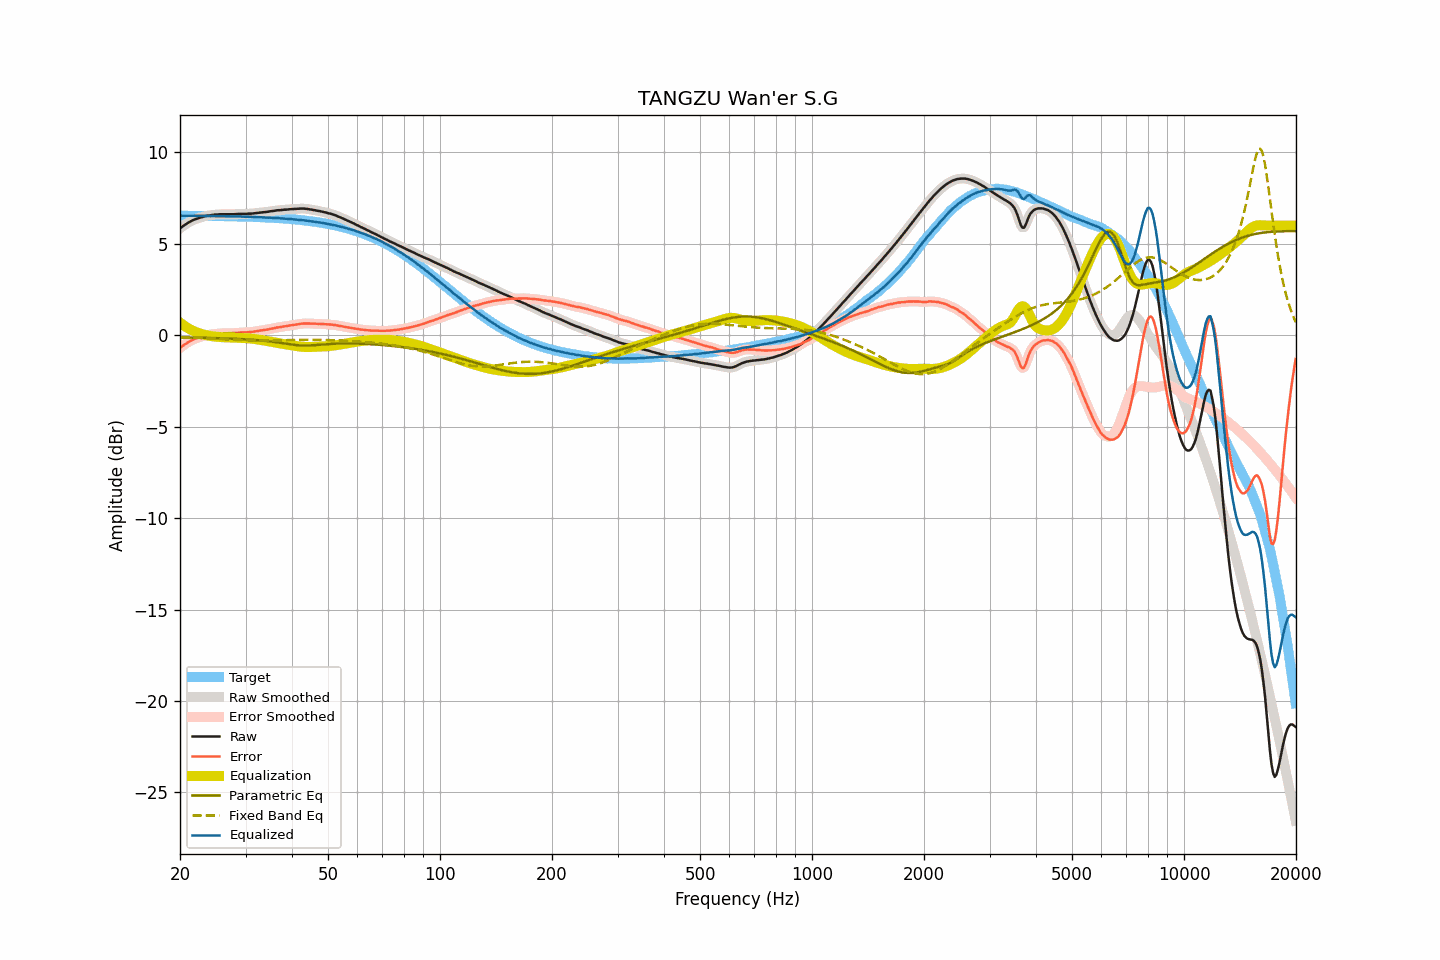 TANGZU Wan'er S.G
Amplitude (dBr)
10
5
0
−5
−10
−15
−20
−25
Target
Raw Smoothed
Error Smoothed
Raw
Error
Equalization
Parametric Eq
Fixed Band Eq
Equalized
20 50 100 200 500 1000 2000 5000 10000 20000
Frequency (Hz)